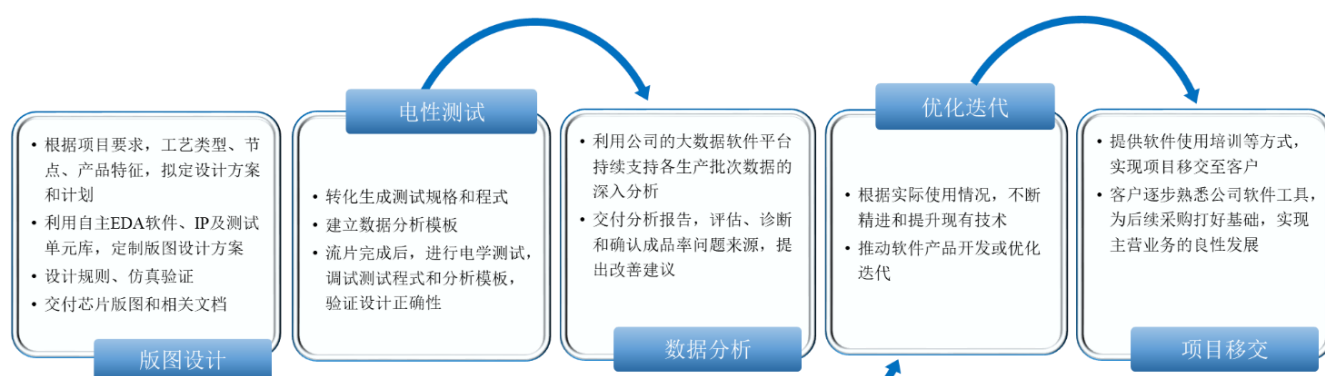 • 根据项目要求，工艺类型、节
点、产品特征，拟定设计方案
和计划
• 利用自主EDA软件、IP及测试
单元库，定制版图设计方案
• 设计规则、仿真验证
• 交付芯片版图和相关文档
版图设计
电性测试
• 转化生成测试规格和程式
• 建立数据分析模板
• 流片完成后，进行电学测试，
调试测试程式和分析模板，
验证设计正确性
• 利用公司的大数据软件平台
持续支持各生产批次数据的
深入分析
• 交付分析报告，评估、诊断
和确认成品率问题来源，提
出改善建议
数据分析
优化迭代
• 根据实际使用情况，不断
精进和提升现有技术
• 推动软件产品开发或优化
迭代
• 提供软件使用培训等方式，
实现项目移交至客户
• 客户逐步熟悉公司软件工具，
为后续采购打好基础，实现
主营业务的良性发展
项目移交